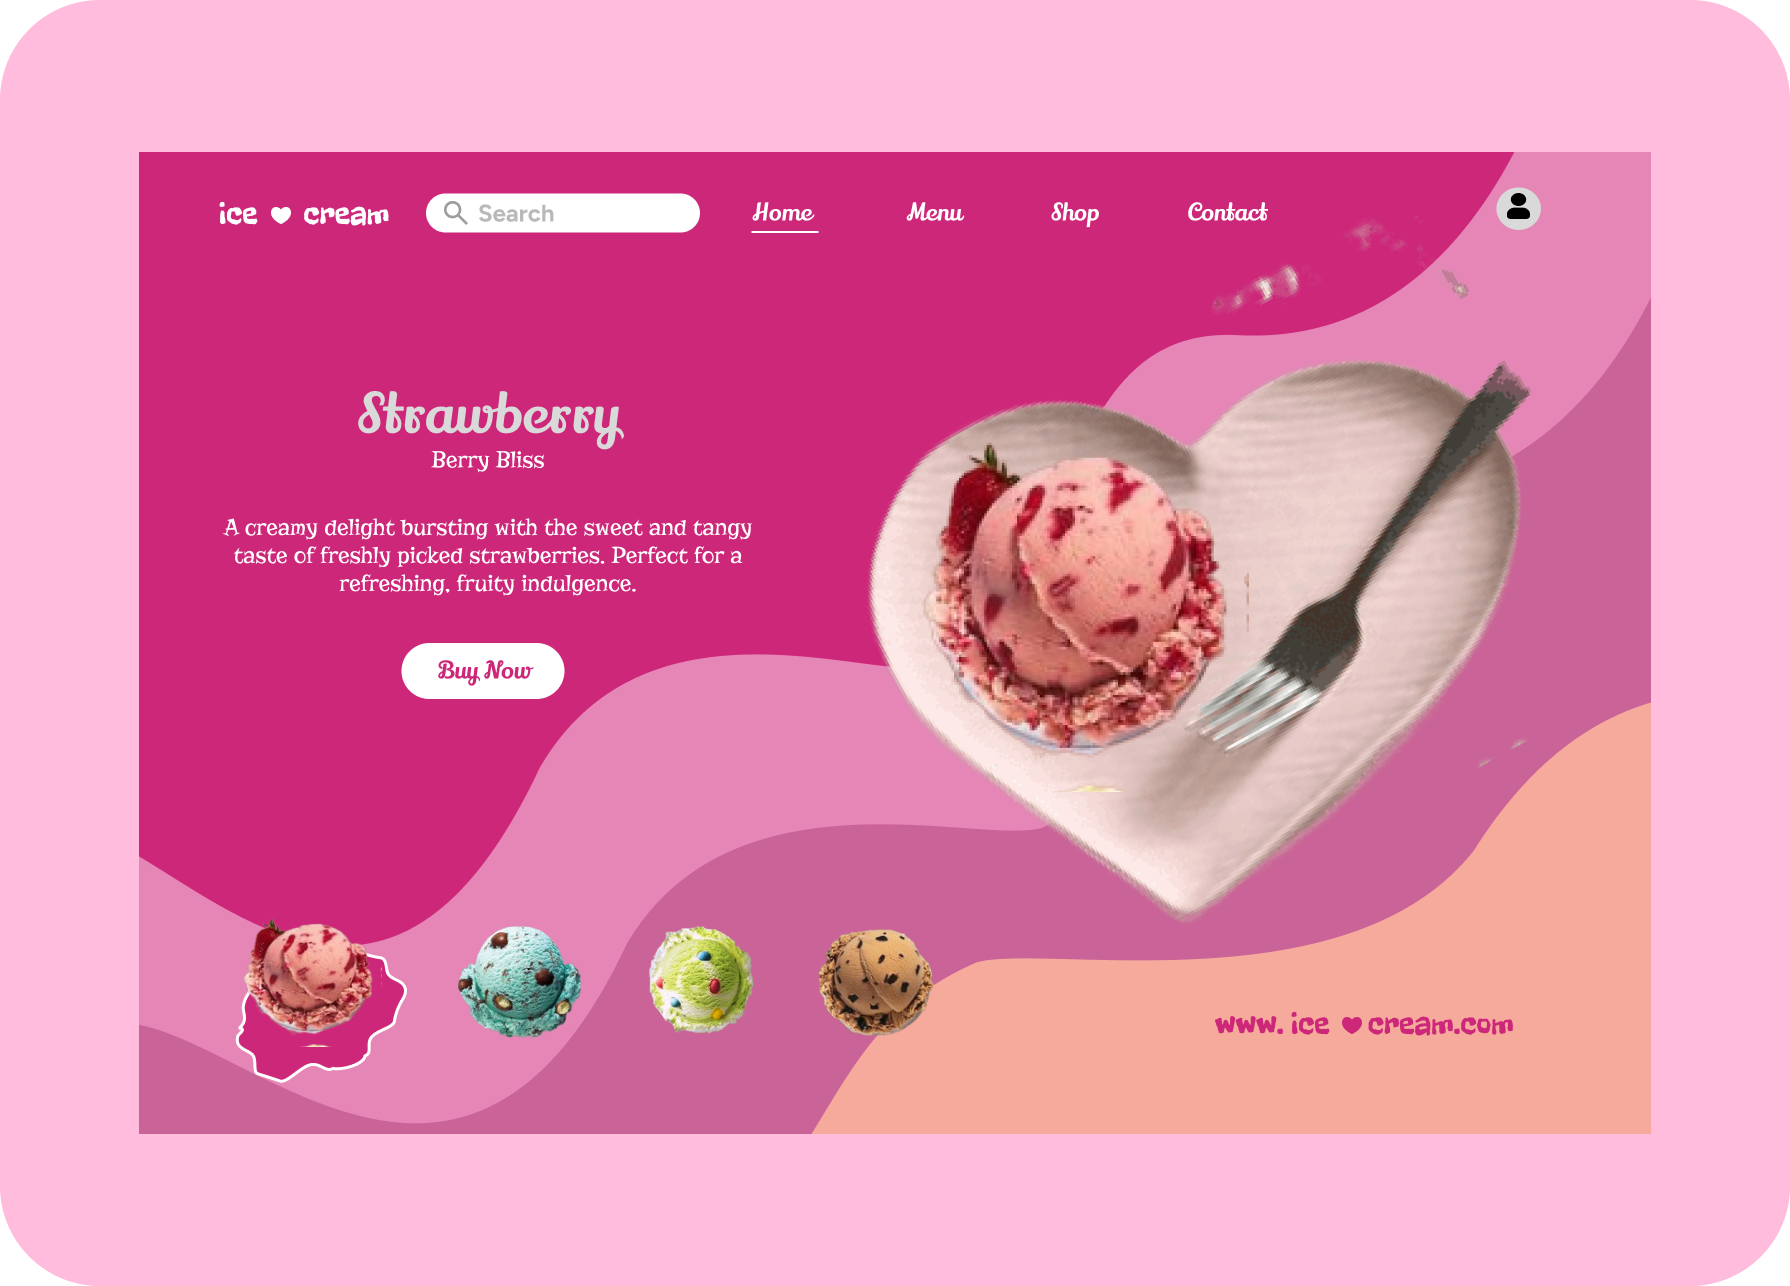 ice cream
Search
Home
Menu
Shop
Contact
Strawberry
Berry Bliss
A creamy delight bursting with the sweet and tangy
taste of freshly picked strawberries. Perfect for a
refreshing, fruity indulgence.
Buy Now
www. ice cream.com